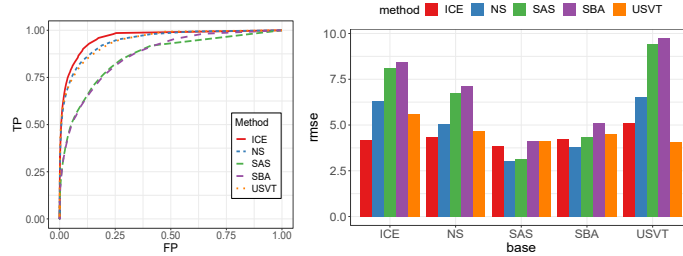 method ICE NS SAS SBA USVT
1.00
0.75
0.50
0.25
0.00
TP
Method
ICE
NS
SAS
SBA
USVT
0.00 0.25 0.50 0.75 1.00
FP
10.0
7.5
5.0
2.5
0.0
rmse
ICE NS SAS SBA USVT
base